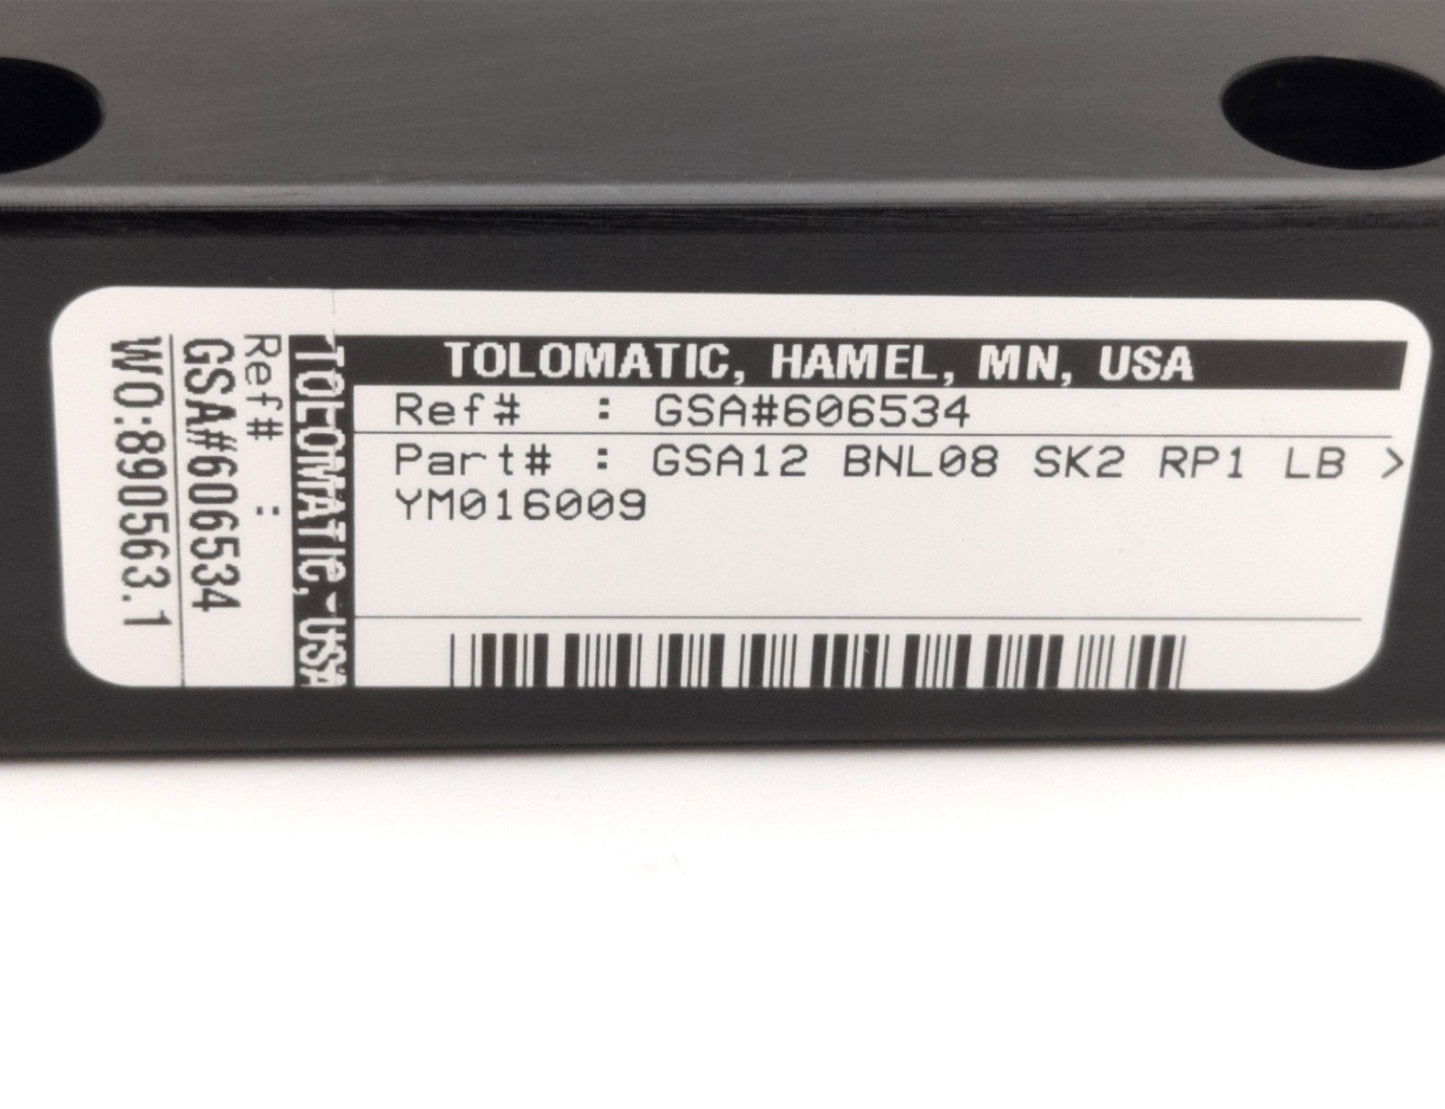 TOLOMATIC, HAMEL, MN, USA
Ref# : GSA#606534
Part# : GSA12 BNL08 SK2 RP1 LB >
YM016009
TOLOMATIC, USA
Ref# :
GSA#606534
WO:890563.1